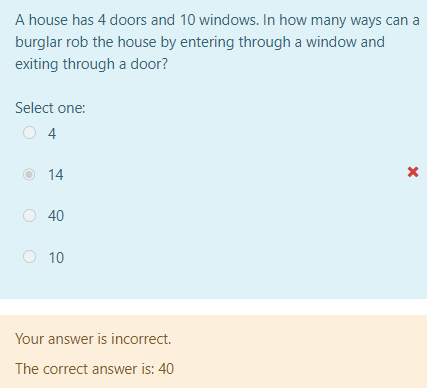 A house has 4 doors and 10 windows. In how many ways can a
burglar rob the house by entering through a window and
exiting through a door?
Select one:
4
14
40
10
Your answer is incorrect.
The correct answer is: 40